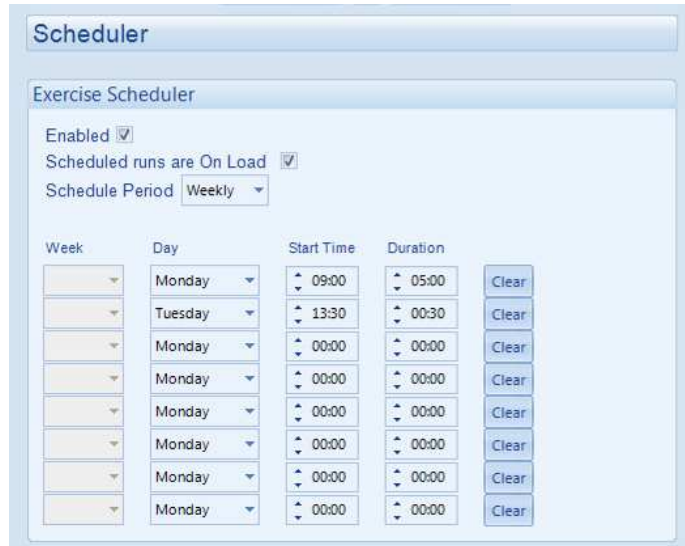 Scheduler
Exercise Scheduler
Enabled
Scheduled runs are On Load
Schedule Period Weekly
Week Day Start Time Duration
Monday 09:00 05:00 Clear
Tuesday 13:30 00:30 Clear
Monday 00:00 00:00 Clear
Monday 00:00 00:00 Clear
Monday 00:00 00:00 Clear
Monday 00:00 00:00 Clear
Monday 00:00 00:00 Clear
Monday 00:00 00:00 Clear